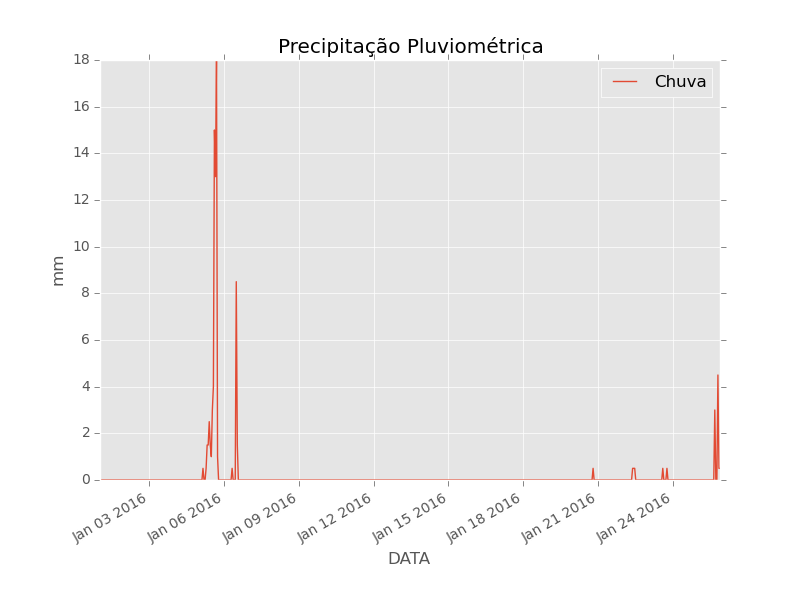 Precipitação Pluviométrica
Chuva
18
16
14
12
10
8
6
4
2
0
mm
Jan 03 2016
Jan 06 2016
Jan 09 2016
Jan 12 2016
Jan 15 2016
Jan 18 2016
Jan 21 2016
Jan 24 2016
DATA